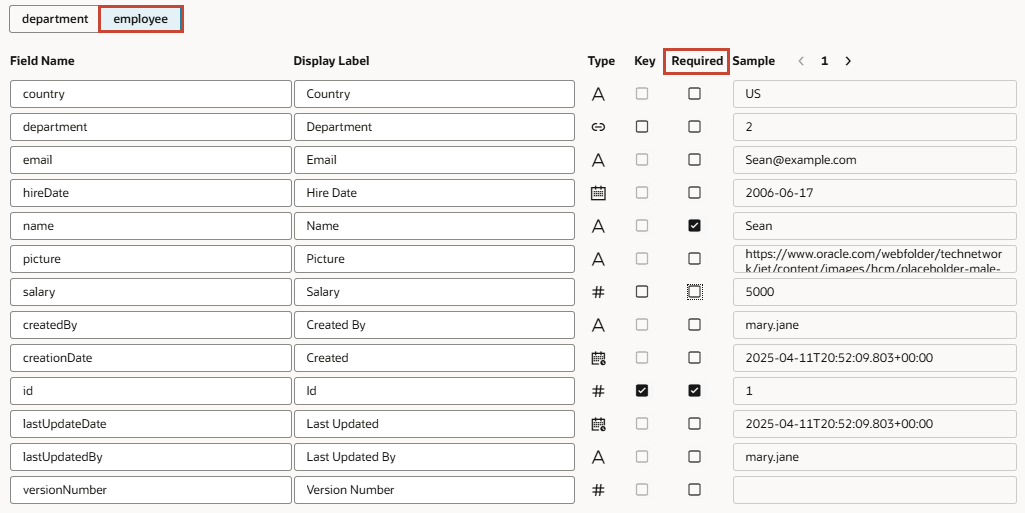 department employee
Field Name Display Label Type Key Required Sample 1
country Country US
department Department 2
email Email Sean@example.com
hireDate Hire Date 2006-06-17
name Name Sean
picture Picture https://www.oracle.com/webfolder/technetwor
k/jet/content/images/hcm/placeholder-male-
salary Salary # 5000
createdBy Created By mary.jane
creationDate Created 2025-04-11T20:52:09.803+00:00
id Id # 1
lastUpdateDate Last Updated 2025-04-11T20:52:09.803+00:00
lastUpdatedBy Last Updated By mary.jane
versionNumber Version Number #